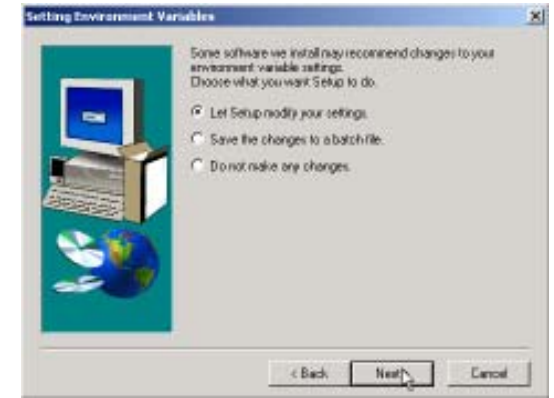 Setting Environment Variables
Some software we install may recommend changes to your
environment variable settings.
Choose what you want Setup to do.
Let Setup modify your settings.
Save the changes to a batch file.
Do not make any changes.
< Back Next > Cancel